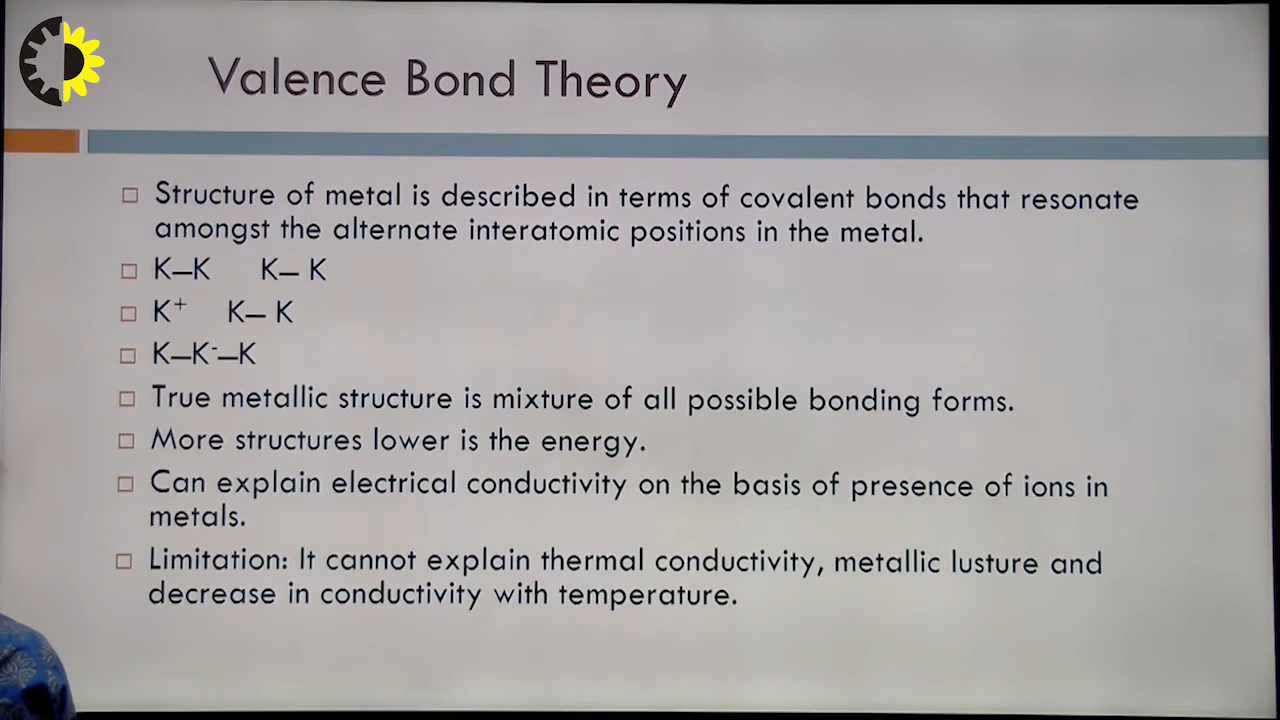 Valence Bond Theory
Structure of metal is described in terms of covalent bonds that resonate
amongst the alternate interatomic positions in the metal.
K–K K– K
K⁺ K– K
K–K⁻–K
True metallic structure is mixture of all possible bonding forms.
More structures lower is the energy.
Can explain electrical conductivity on the basis of presence of ions in
metals.
Limitation: It cannot explain thermal conductivity, metallic lusture and
decrease in conductivity with temperature.